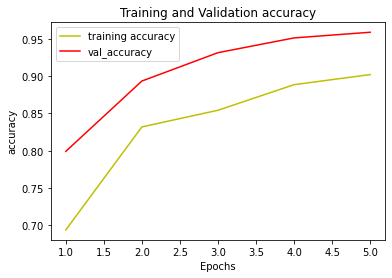 Training and Validation accuracy
training accuracy
val_accuracy
accuracy
0.95
0.90
0.85
0.80
0.75
0.70
1.0 1.5 2.0 2.5 3.0 3.5 4.0 4.5 5.0
Epochs